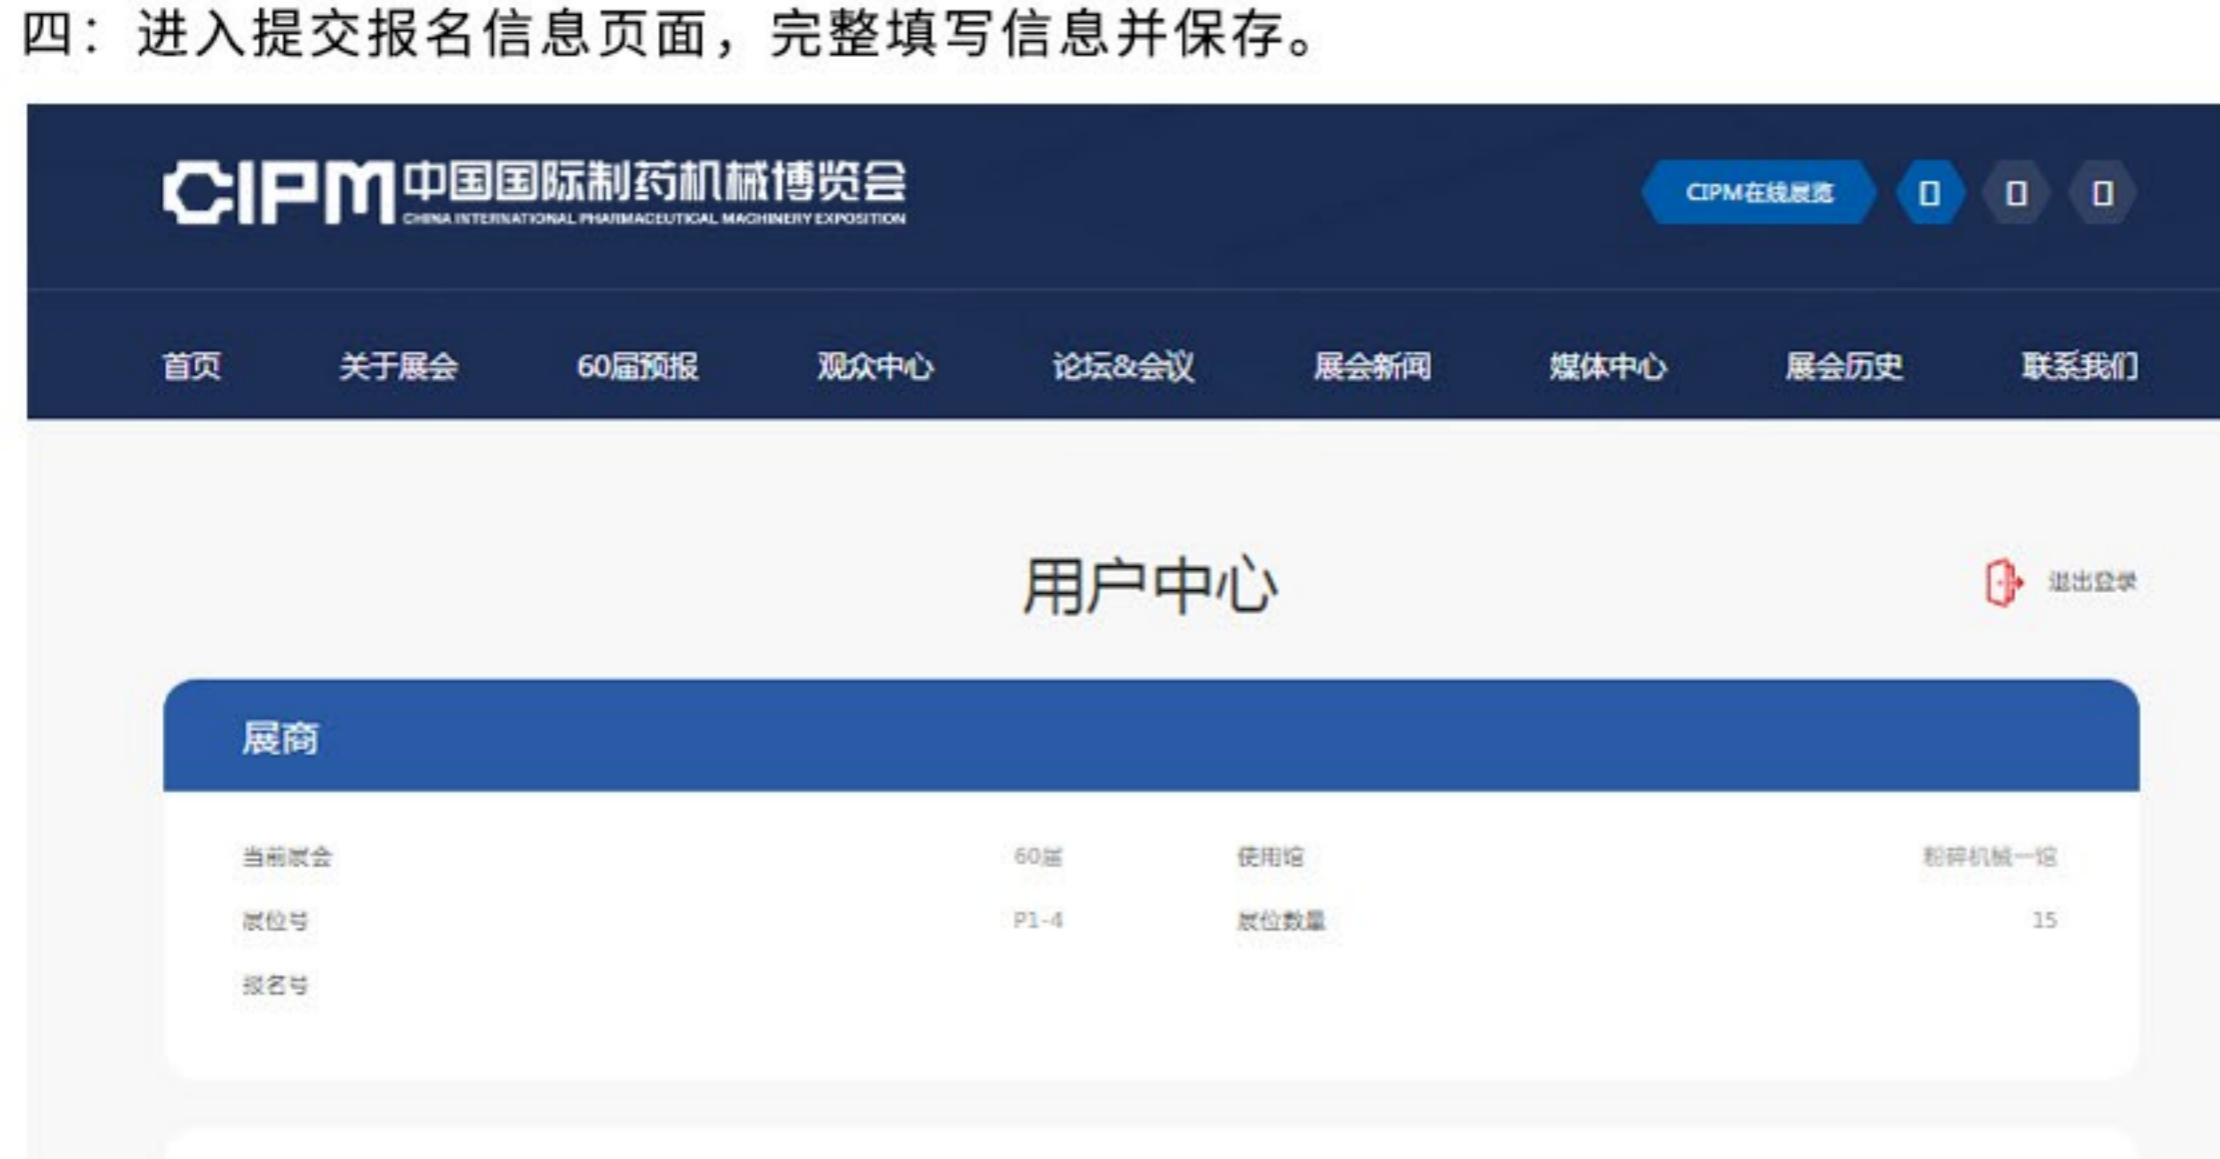 四：进入提交报名信息页面，完整填写信息并保存。
CIPM 中国国际制药机械博览会
CHINA INTERNATIONAL PHARMACEUTICAL MACHINERY EXPOSITION
CIPM在线展览
首页 关于展会 60届预报 观众中心 论坛&会议 展会新闻 媒体中心 展会历史 联系我们
用户中心
退出登录
展商
当前展会 60届 使用馆 粉碎机械一馆
展位号 P1-4 展位数量 15
报名号